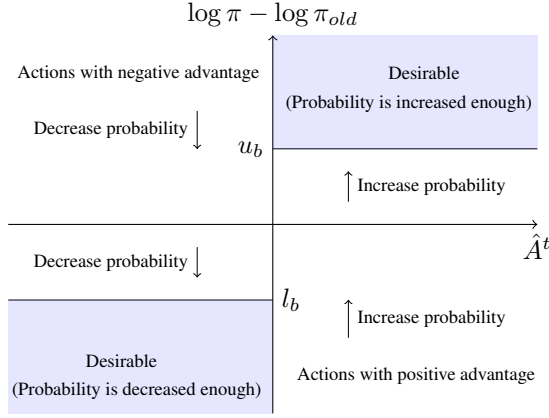 log π − log π_old
Actions with negative advantage
Desirable
(Probability is increased enough)
Decrease probability
u_b
Increase probability
Â^t
Decrease probability
l_b
Increase probability
Desirable
(Probability is decreased enough)
Actions with positive advantage